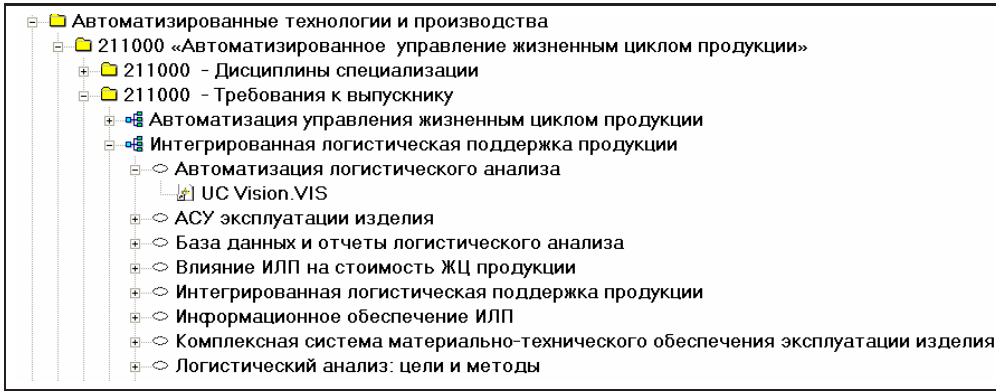 Автоматизированные технологии и производства
211000 «Автоматизированное управление жизненным циклом продукции»
211000 - Дисциплины специализации
211000 - Требования к выпускнику
Автоматизация управления жизненным циклом продукции
Интегрированная логистическая поддержка продукции
Автоматизация логистического анализа
UC Vision.VIS
АСУ эксплуатации изделия
База данных и отчеты логистического анализа
Влияние ИЛП на стоимость ЖЦ продукции
Интегрированная логистическая поддержка продукции
Информационное обеспечение ИЛП
Комплексная система материально-технического обеспечения эксплуатации изделия
Логистический анализ: цели и методы